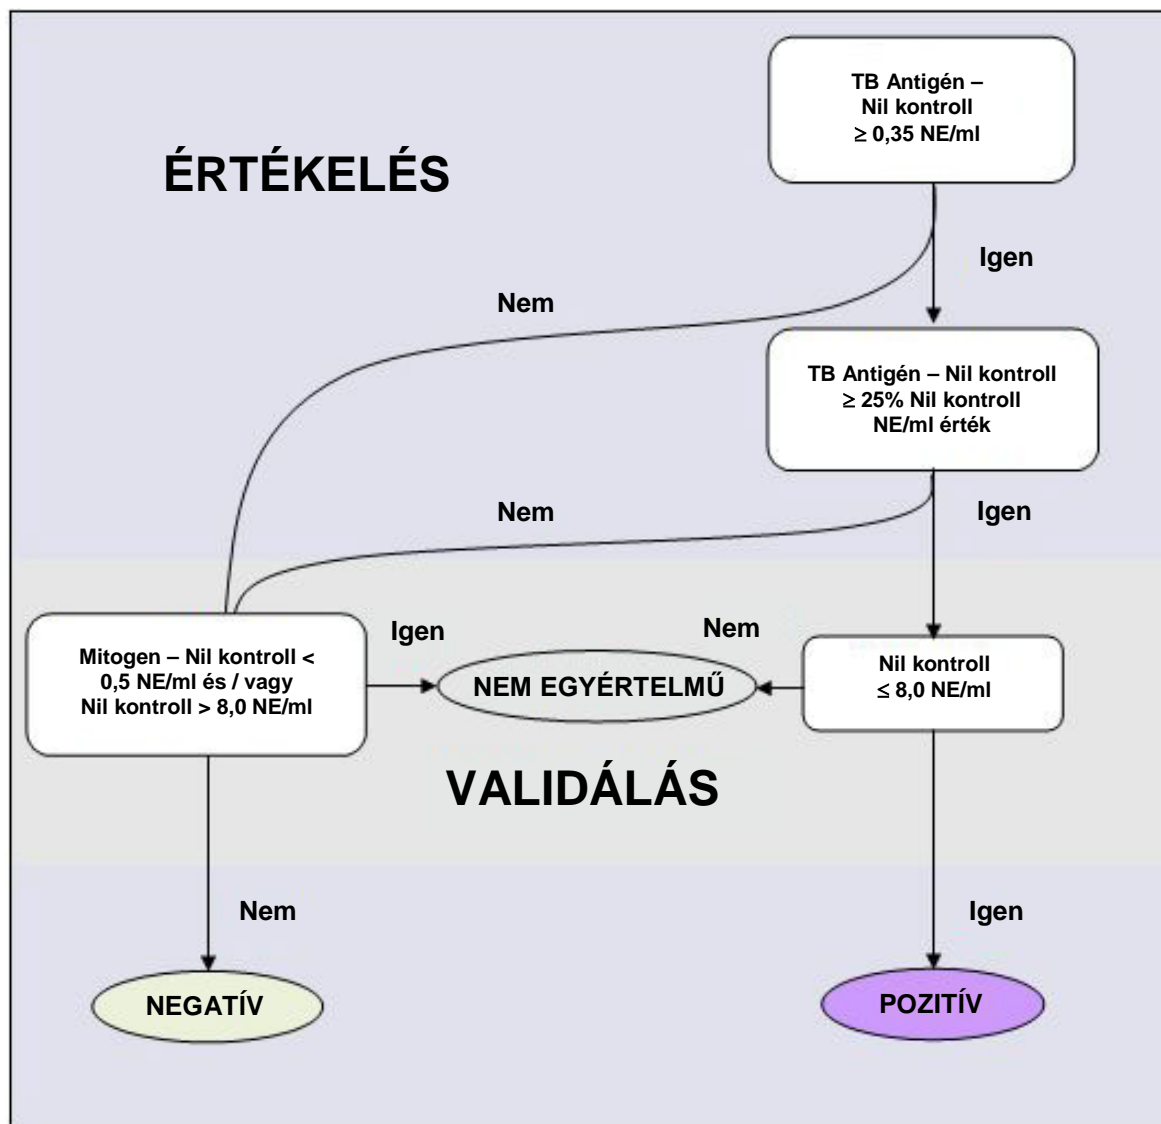 TB Antigén –
Nil kontroll
≥ 0,35 NE/ml
ÉRTÉKELÉS
Igen
Nem
TB Antigén – Nil kontroll
≥ 25% Nil kontroll
NE/ml érték
Nem
Igen
Mitogen – Nil kontroll <
0,5 NE/ml és / vagy
Nil kontroll > 8,0 NE/ml
Igen
NEM EGYÉRTELMŰ
Nem
Nil kontroll
≤ 8,0 NE/ml
VALIDÁLÁS
Nem
Igen
NEGATÍV
POZITÍV